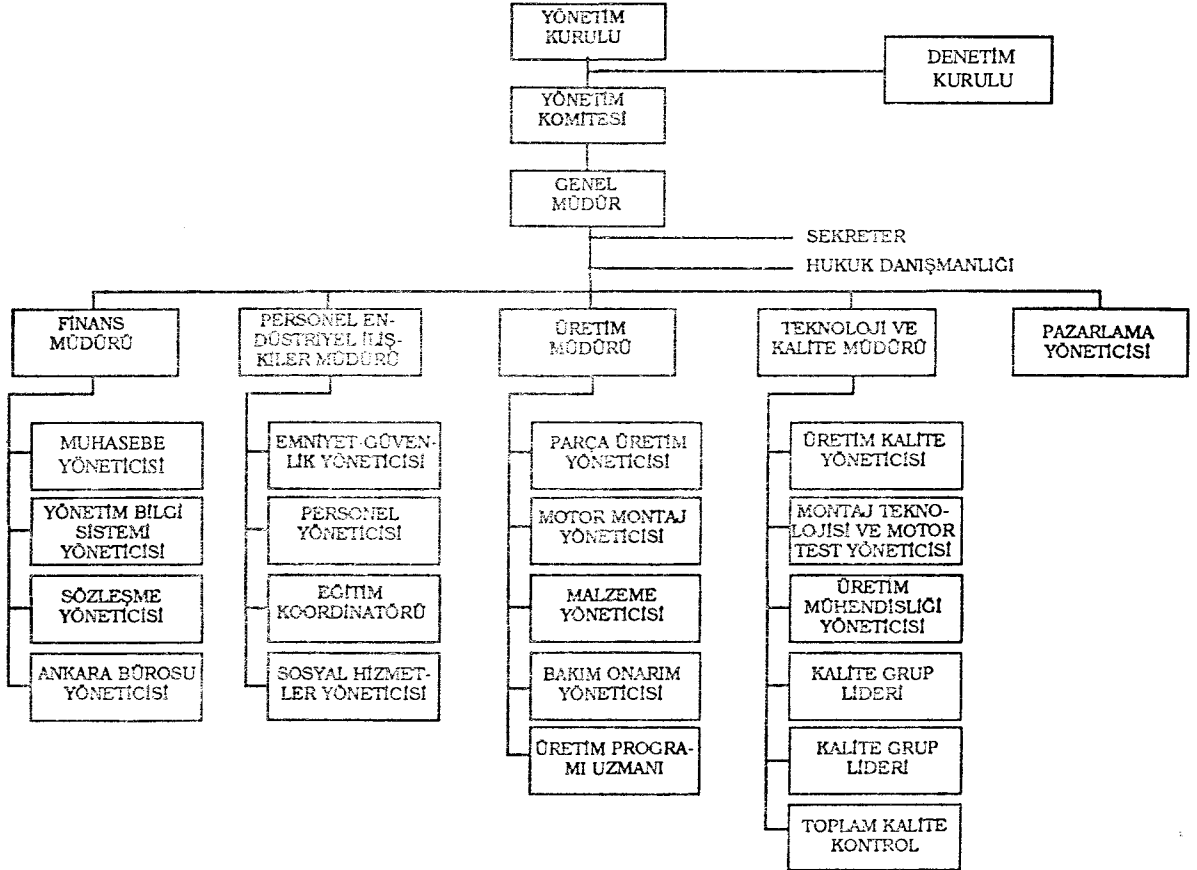 YÖNETİM
KURULU
DENETİM
KURULU
YÖNETİM
KOMİTESİ
GENEL
MÜDÜR
SEKRETER
HUKUK DANIŞMANLIĞI
FİNANS
MÜDÜRÜ
PERSONEL EN-
DÜSTRİYEL İLİŞ-
KİLER MÜDÜRÜ
ÜRETİM
MÜDÜRÜ
TEKNOLOJİ VE
KALİTE MÜDÜRÜ
PAZARLAMA
YÖNETİCİSİ
MUHASEBE
YÖNETİCİSİ
YÖNETİM BİLGİ
SİSTEMİ
YÖNETİCİSİ
SÖZLEŞME
YÖNETİCİSİ
ANKARA BÜROSU
YÖNETİCİSİ
EMNİYET-GÜVEN-
LİK YÖNETİCİSİ
PERSONEL
YÖNETİCİSİ
EĞİTİM
KOORDİNATÖRÜ
SOSYAL HİZMET-
LER YÖNETİCİSİ
PARÇA ÜRETİM
YÖNETİCİSİ
MOTOR MONTAJ
YÖNETİCİSİ
MALZEME
YÖNETİCİSİ
BAKIM ONARIM
YÖNETİCİSİ
ÜRETİM PROGRA-
MI UZMANI
ÜRETİM KALİTE
YÖNETİCİSİ
MONTAJ TEKNO-
LOJİSİ VE MOTOR
TEST YÖNETİCİSİ
ÜRETİM
MÜHENDİSLİĞİ
YÖNETİCİSİ
KALİTE GRUP
LİDERİ
KALİTE GRUP
LİDERİ
TOPLAM KALİTE
KONTROL